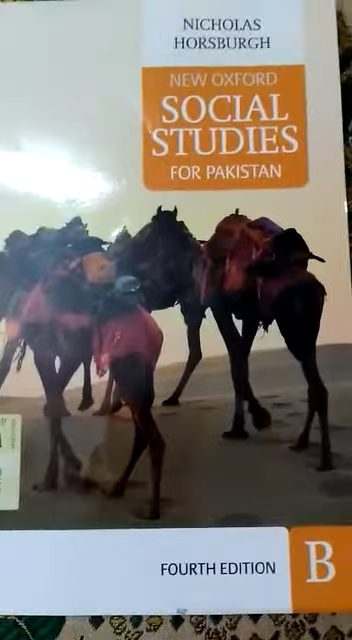 NICHOLAS
HORSBURGH
NEW OXFORD
SOCIAL
STUDIES
FOR PAKISTAN
FOURTH EDITION
B